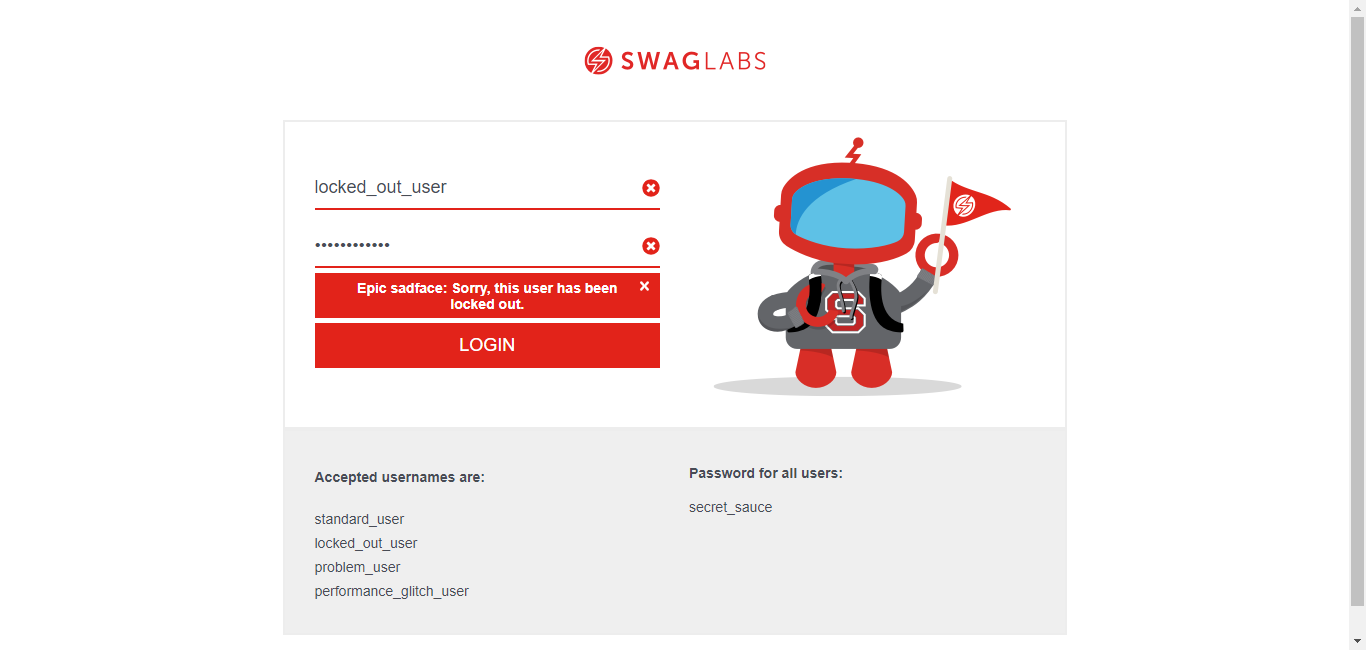 SWAGLABS
locked_out_user
••••••••••••
Epic sadface: Sorry, this user has been
locked out.
LOGIN
S
Accepted usernames are:
standard_user
locked_out_user
problem_user
performance_glitch_user
Password for all users:
secret_sauce